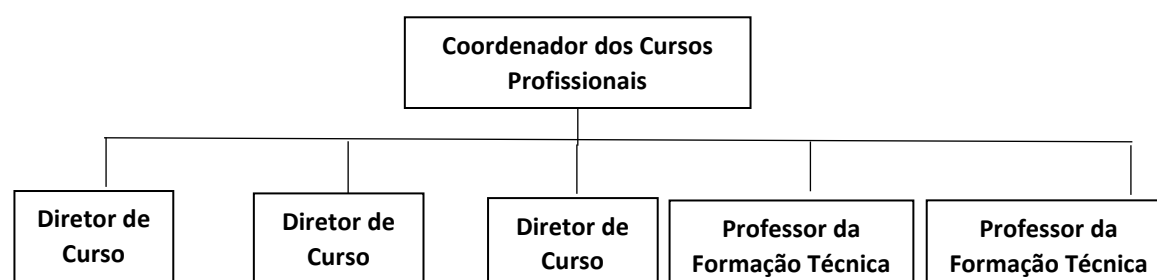 Coordenador dos Cursos
Profissionais
Diretor de
Curso
Diretor de
Curso
Diretor de
Curso
Professor da
Formação Técnica
Professor da
Formação Técnica